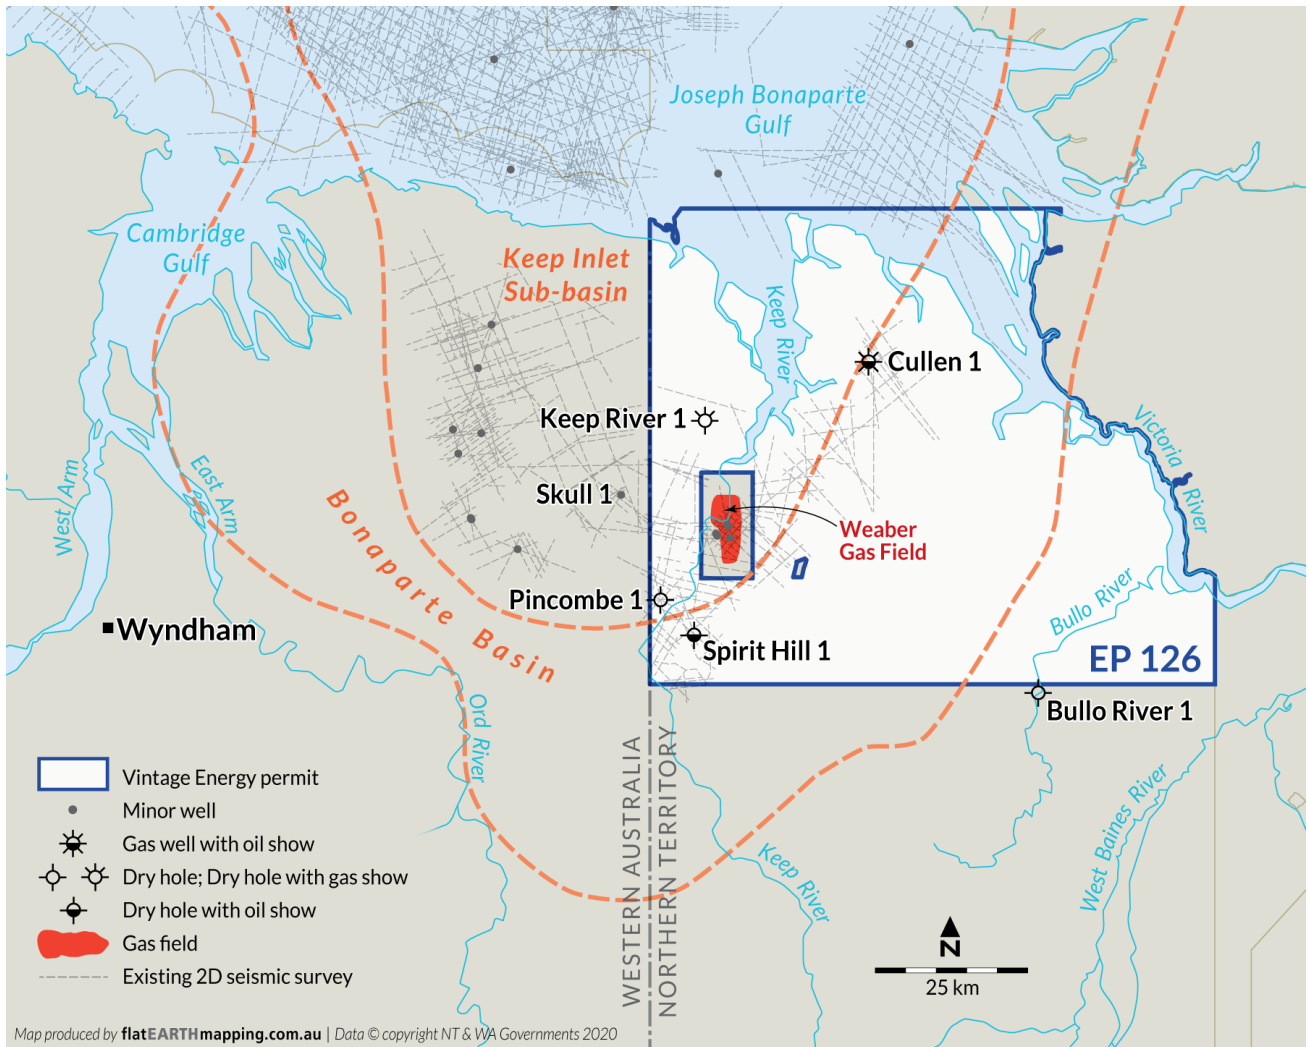 Joseph Bonaparte
Gulf
Cambridge
Gulf
Keep Inlet
Sub-basin
Keep River
Cullen 1
Keep River 1
Victoria River
West Arm
East Arm
Skull 1
Weaber
Gas Field
Bonaparte Basin
Pincombe 1
Bullo River
Wyndham
Spirit Hill 1
EP 126
Bullo River 1
Ord River
WESTERN AUSTRALIA
NORTHERN TERRITORY
West Baines River
Keep River
Vintage Energy permit
Minor well
Gas well with oil show
Dry hole; Dry hole with gas show
Dry hole with oil show
Gas field
Existing 2D seismic survey
N
25 km
Map produced by flatEARTHmapping.com.au | Data © copyright NT & WA Governments 2020